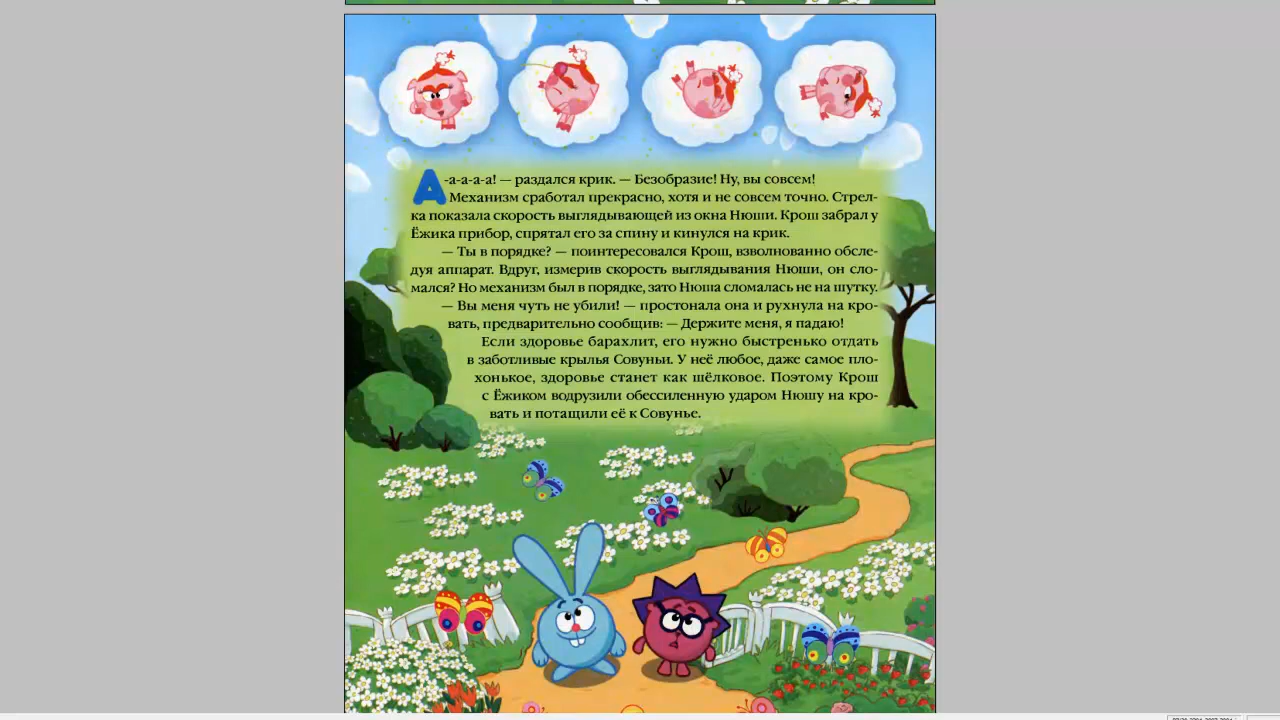 А-а-а-а-а! — раздался крик. — Безобразие! Ну, вы совсем!
Механизм сработал прекрасно, хотя и не совсем точно. Стрел-
ка показала скорость выглядывающей из окна Нюши. Крош забрал у
Ёжика прибор, спрятал его за спину и кинулся на крик.
— Ты в порядке? — поинтересовался Крош, взволнованно обсле-
дуя аппарат. Вдруг, измерив скорость выглядывания Нюши, он сло-
мался? Но механизм был в порядке, зато Нюша сломалась не на шутку.
— Вы меня чуть не убили! — простонала она и рухнула на кро-
вать, предварительно сообщив: — Держите меня, я падаю!
Если здоровье барахлит, его нужно быстренько отдать
в заботливые крылья Совуньи. У неё любое, даже самое пло-
хонькое, здоровье станет как шёлковое. Поэтому Крош
с Ёжиком водрузили обессиленную ударом Нюшу на кро-
вать и потащили её к Совунье.